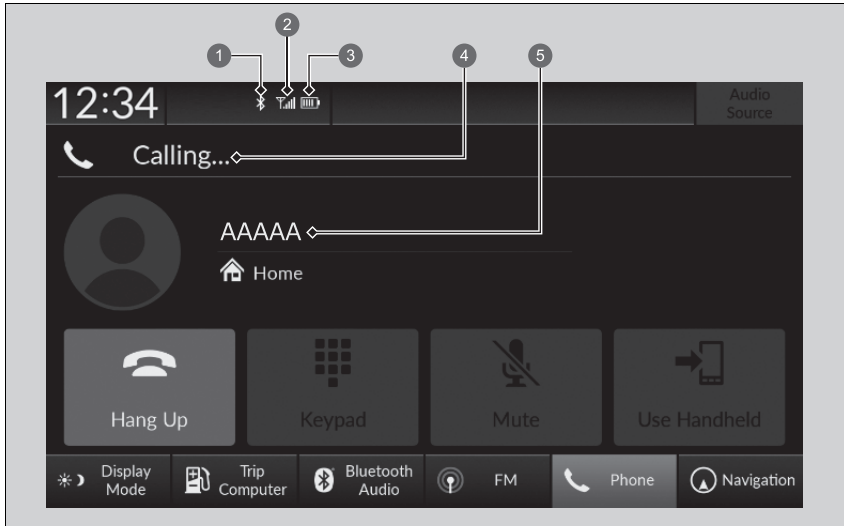 1
2
3
4
5
12:34
Audio
Source
Calling...
AAAAA
Home
Hang Up
Keypad
Mute
Use Handheld
Display
Mode
Trip
Computer
Bluetooth
Audio
FM
Phone
Navigation